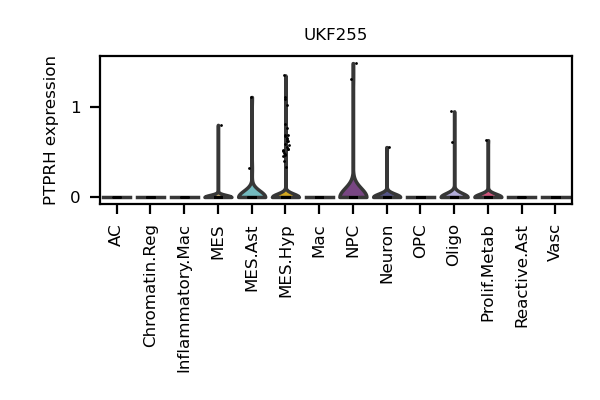 UKF255
PTPRH expression
1
0
AC
Chromatin.Reg
Inflammatory.Mac
MES
MES.Ast
MES.Hyp
Mac
NPC
Neuron
OPC
Oligo
Prolif.Metab
Reactive.Ast
Vasc